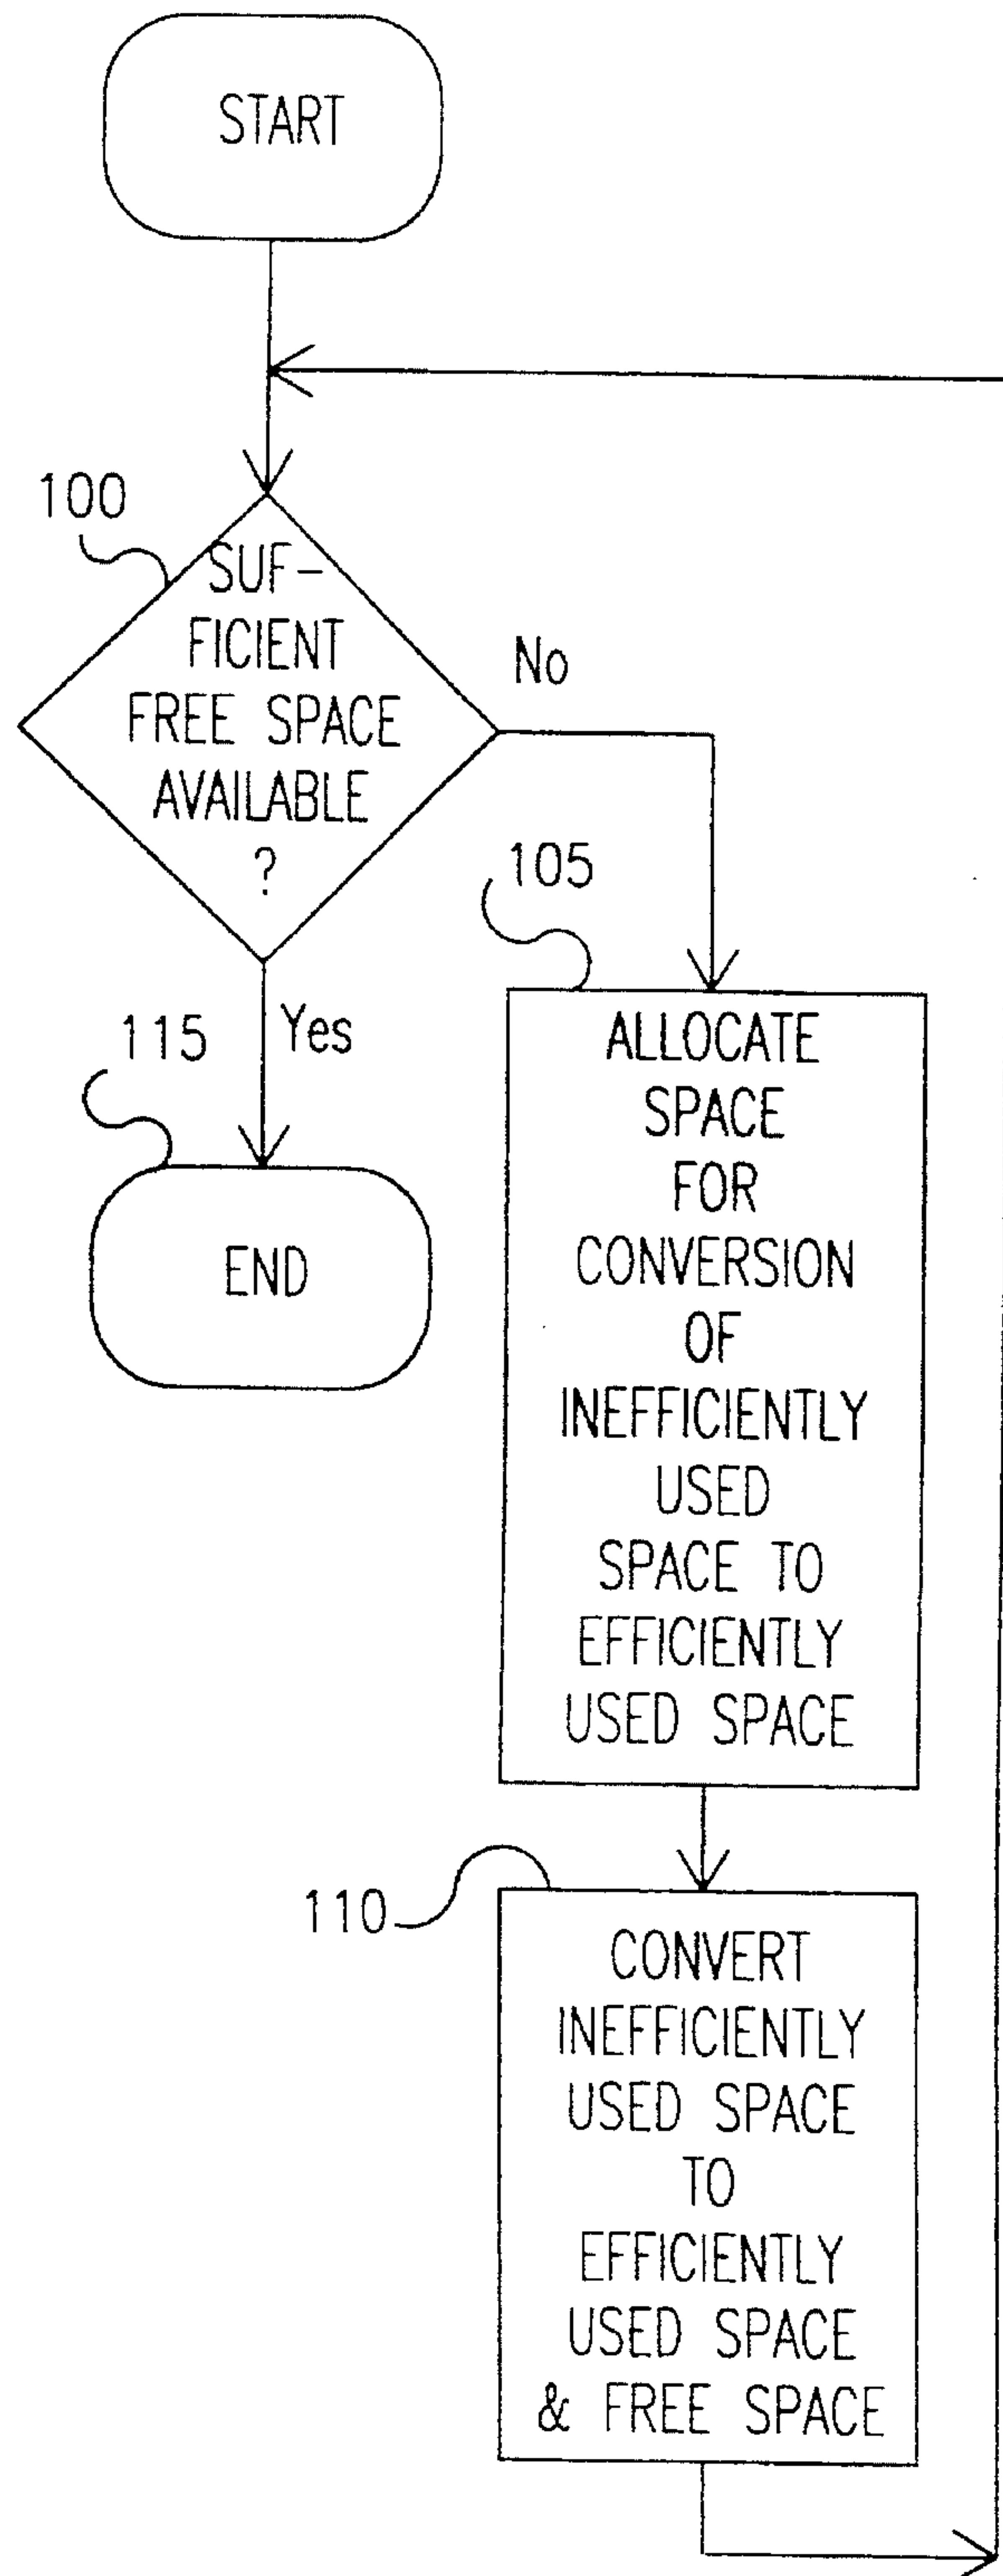 START
100
SUF-
FICIENT
FREE SPACE
AVAILABLE
?
No
Yes
115
END
105
ALLOCATE
SPACE
FOR
CONVERSION
OF
INEFFICIENTLY
USED
SPACE TO
EFFICIENTLY
USED SPACE
110
CONVERT
INEFFICIENTLY
USED SPACE
TO
EFFICIENTLY
USED SPACE
& FREE SPACE